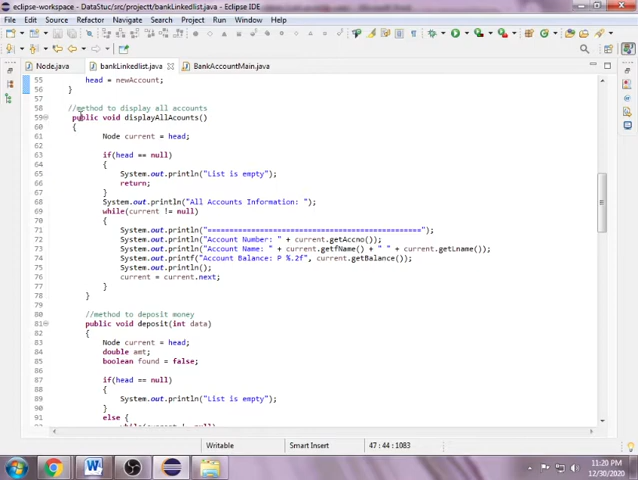 eclipse-workspace - DataStuc/src/projectt/bankLinkedlist.java - Eclipse IDE
File Edit Source Refactor Navigate Search Project Run Window Help
Node.java bankLinkedlist.java BankAccountMain.java
55 head = newAccount;
56 }
57
58 //method to display all accounts
59 public void displayAllAcounts()
60 {
61 Node current = head;
62
63 if(head == null)
64 {
65 System.out.println("List is empty");
66 return;
67 }
68 System.out.println("All Accounts Information: ");
69 while(current != null)
70 {
71 System.out.println("================================================");
72 System.out.println("Account Number: " + current.getAccno());
73 System.out.println("Account Name: " + current.getfName() + " " + current.getLname());
74 System.out.printf("Account Balance: P %.2f", current.getBalance());
75 System.out.println();
76 current = current.next;
77 }
78 }
79
80 //method to deposit money
81 public void deposit(int data)
82 {
83 Node current = head;
84 double amt;
85 boolean found = false;
86
87 if(head == null)
88 {
89 System.out.println("List is empty");
90 }
91 else {
Writable Smart Insert 47 : 44 : 1083
11:20 PM
12/30/2020